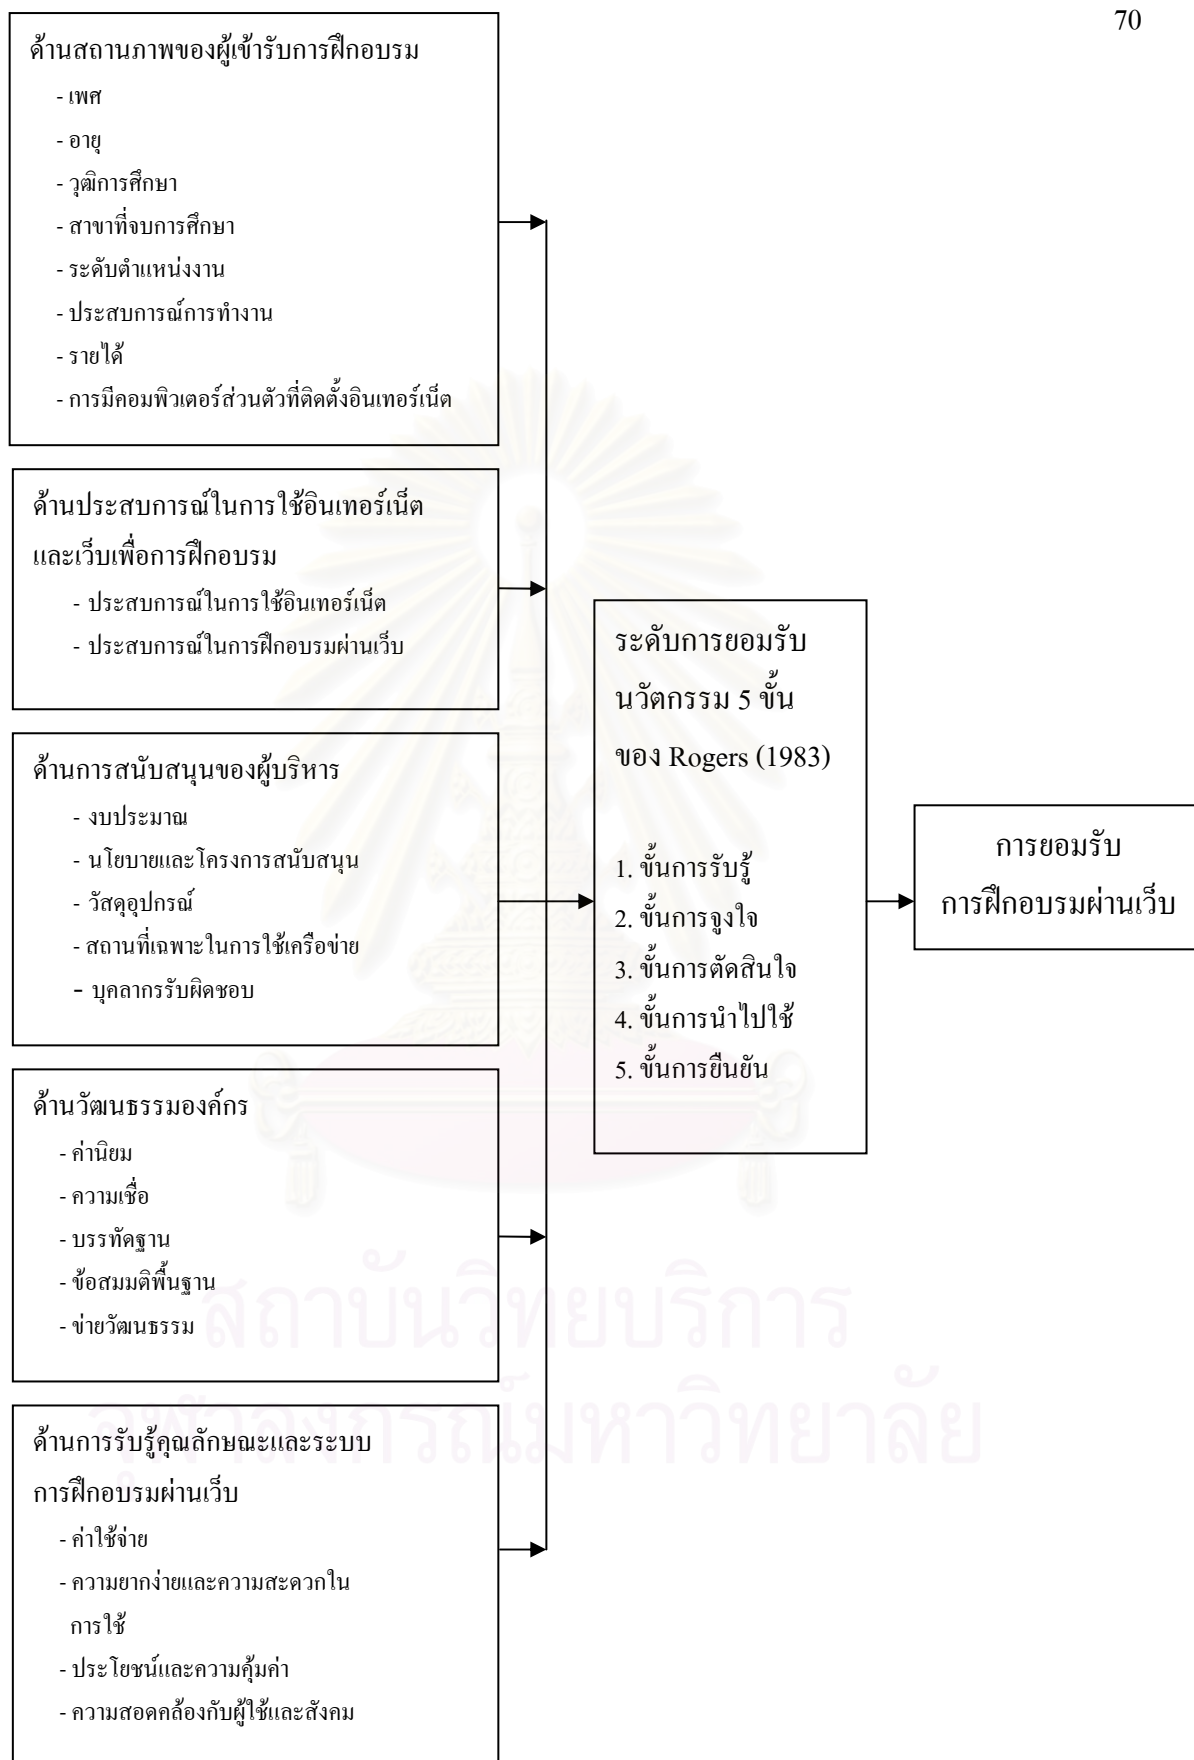 70
ด้านสถานภาพของผู้เข้ารับการฝึกอบรม
- เพศ
- อายุ
- วุฒิการศึกษา
- สาขาที่จบการศึกษา
- ระดับตำแหน่งงาน
- ประสบการณ์การทำงาน
- รายได้
- การมีคอมพิวเตอร์ส่วนตัวที่ติดตั้งอินเทอร์เน็ต
ด้านประสบการณ์ในการใช้อินเทอร์เน็ต
และเว็บเพื่อการฝึกอบรม
- ประสบการณ์ในการใช้อินเทอร์เน็ต
- ประสบการณ์ในการฝึกอบรมผ่านเว็บ
ด้านการสนับสนุนของผู้บริหาร
- งบประมาณ
- นโยบายและโครงการสนับสนุน
- วัสดุอุปกรณ์
- สถานที่เฉพาะในการใช้เครือข่าย
- บุคลากรรับผิดชอบ
ด้านวัฒนธรรมองค์กร
- ค่านิยม
- ความเชื่อ
- บรรทัดฐาน
- ข้อสมมติพื้นฐาน
- ข่ายวัฒนธรรม
ด้านการรับรู้คุณลักษณะและระบบ
การฝึกอบรมผ่านเว็บ
- ค่าใช้จ่าย
- ความยากง่ายและความสะดวกใน
การใช้
- ประโยชน์และความคุ้มค่า
- ความสอดคล้องกับผู้ใช้และสังคม
ระดับการยอมรับ
นวัตกรรม 5 ขั้น
ของ Rogers (1983)
1. ขั้นการรับรู้
2. ขั้นการจูงใจ
3. ขั้นการตัดสินใจ
4. ขั้นการนำไปใช้
5. ขั้นการยืนยัน
การยอมรับ
การฝึกอบรมผ่านเว็บ
สถาบันวิทยบริการ
จุฬาลงกรณ์มหาวิทยาลัย